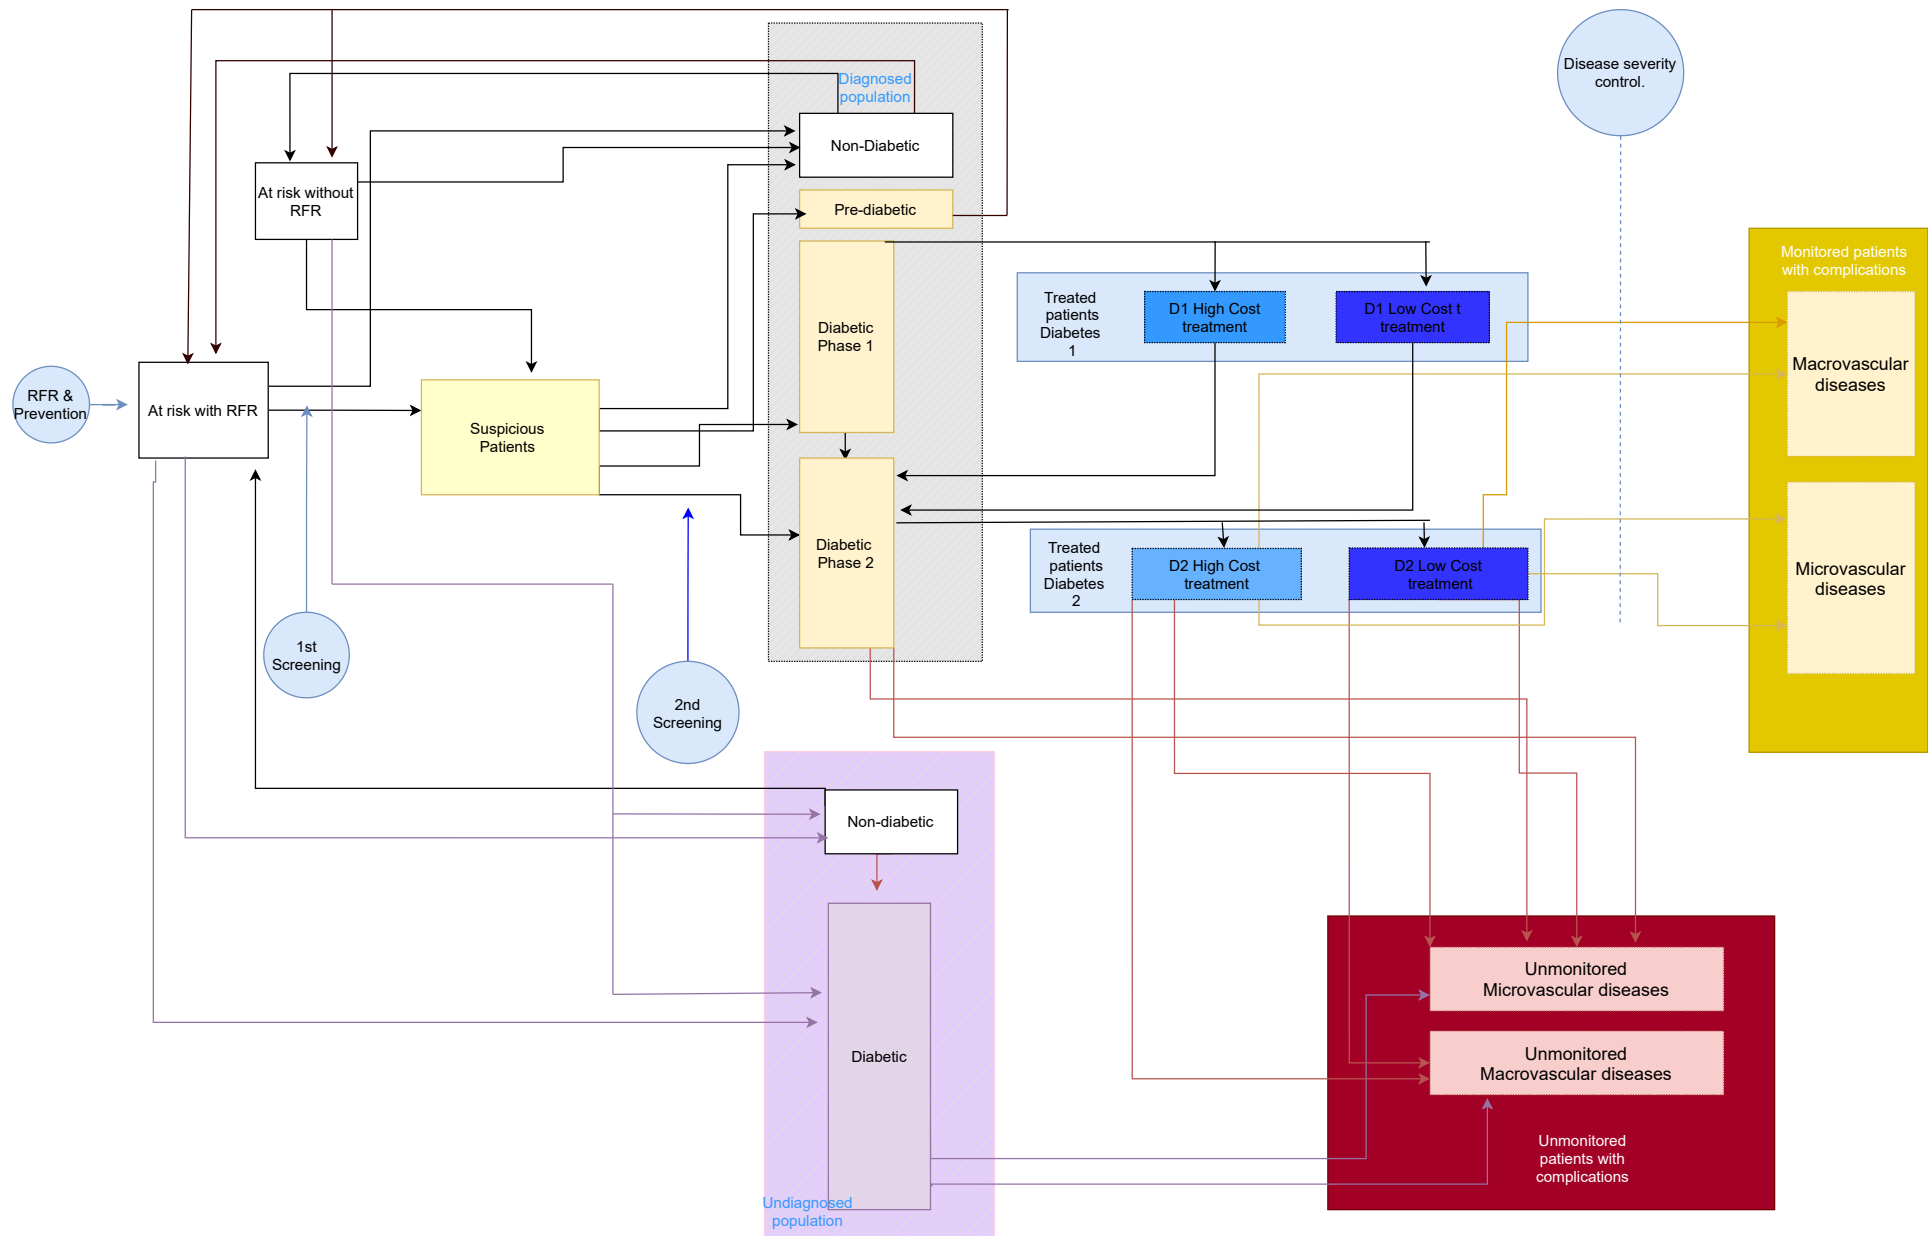 Disease severity
control.
Diagnosed
population
Non-Diabetic
At risk without
RFR
Pre-diabetic
Monitored patients
with complications
Treated
patients
Diabetes
1
D1 High Cost
treatment
D1 Low Cost t
treatment
Diabetic
Phase 1
Macrovascular
diseases
RFR &
Prevention
At risk with RFR
Suspicious
Patients
Diabetic
Phase 2
Treated
patients
Diabetes
2
D2 High Cost
treatment
D2 Low Cost
treatment
Microvascular
diseases
1st
Screening
2nd
Screening
Non-diabetic
Unmonitored
Microvascular diseases
Diabetic
Unmonitored
Macrovascular diseases
Unmonitored
patients with
complications
Undiagnosed
population